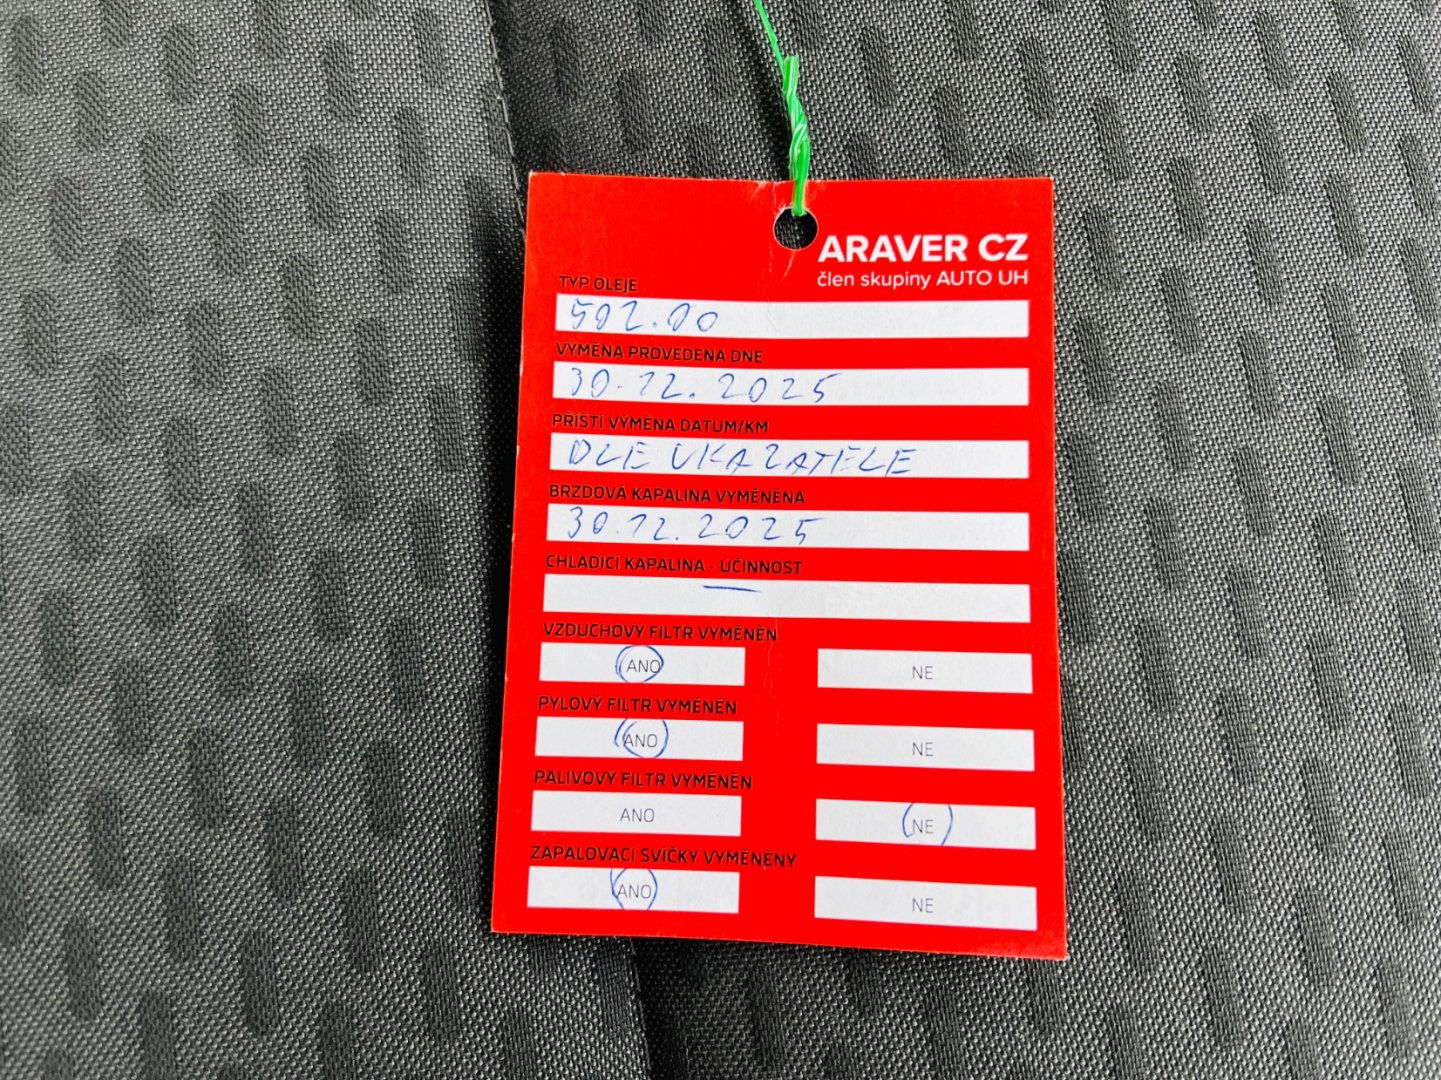 ARAVER CZ
člen skupiny AUTO UH
TYP OLEJE
502.00
VÝMĚNA PROVEDENA DNE
30.12.2025
PŘÍŠTÍ VÝMĚNA DATUM/KM
DLE UKAZATELE
BRZDOVÁ KAPALINA VYMĚNĚNA
30.12.2025
CHLADÍCÍ KAPALINA - ÚČINNOST
—
VZDUCHOVÝ FILTR VYMĚNĚN
ANO NE
PYLOVÝ FILTR VYMĚNĚN
ANO NE
PALIVOVÝ FILTR VYMĚNĚN
ANO NE
ZAPALOVACÍ SVÍČKY VYMĚNĚNY
ANO NE